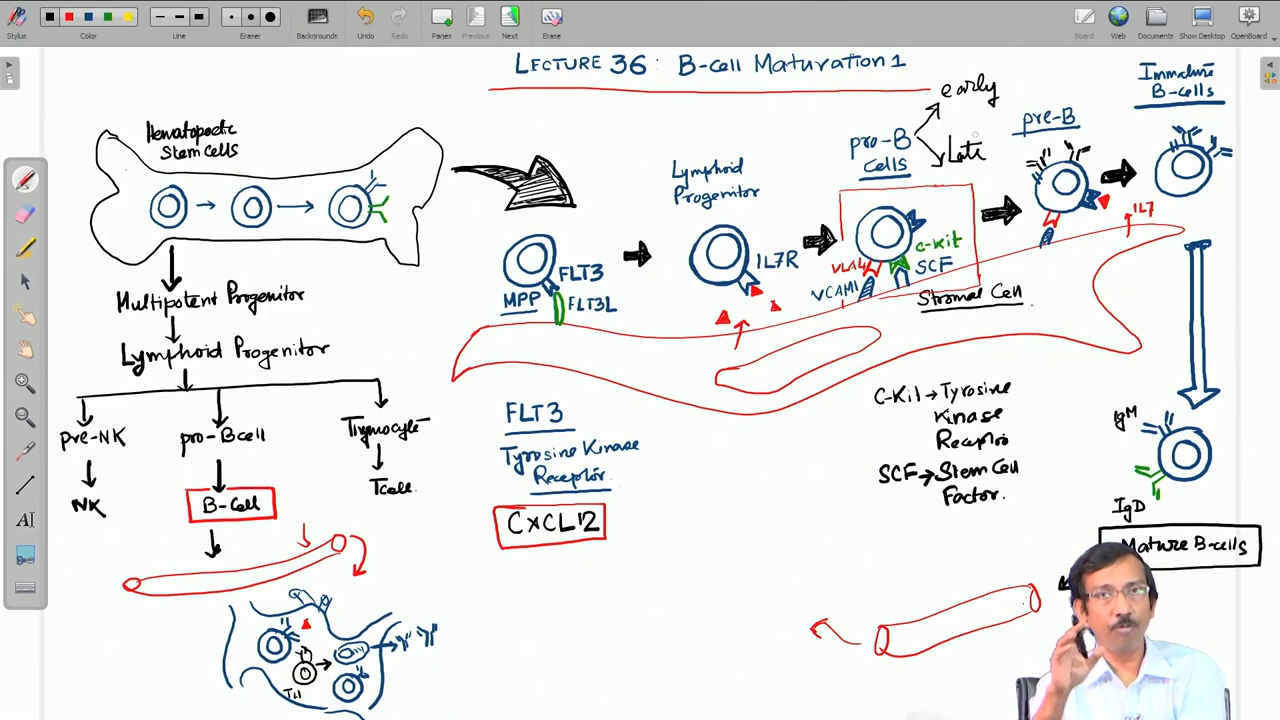 Stylus
Color
Line
Eraser
Backgrounds
Undo
Redo
Pages
Previous
Next
Erase
Board
Web
Documents
Show Desktop
OpenBoard
LECTURE 36 : B-cell Maturation 1
Hematopoetic
Stem Cells
Multipotent Progenitor
Lymphoid Progenitor
pre-NK
pro-Bcell
Thymocyte
NK
B-Cell
Tcell
MPP
FLT3
FLT3L
Lymphoid
Progenitor
IL7R
pro-B
Cells
early
Late
VLA4
VCAM1
C-Kit
SCF
Stromal Cell
pre-B
IL7
Immature
B-cells
FLT3
Tyrosine Kinase
Receptor
CXCL12
C-Kit → Tyrosine
Kinase
Receptor
SCF → Stem Cell
Factor.
IgM
IgD
Mature B-cells